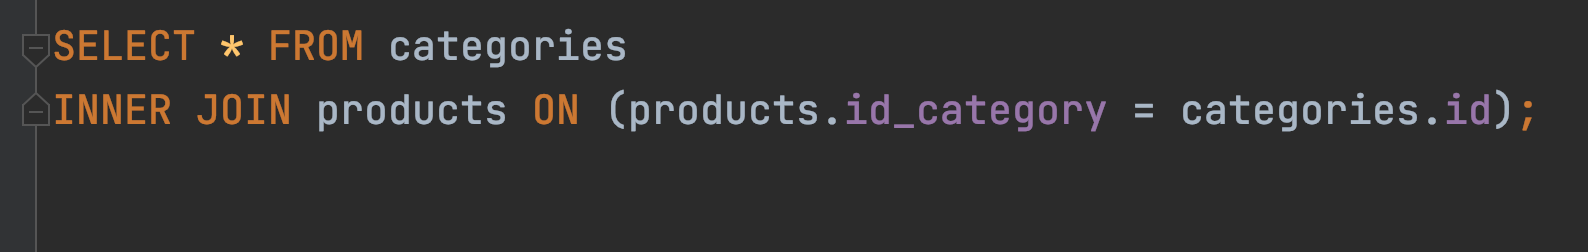 SELECT * FROM categories
INNER JOIN products ON (products.id_category = categories.id);